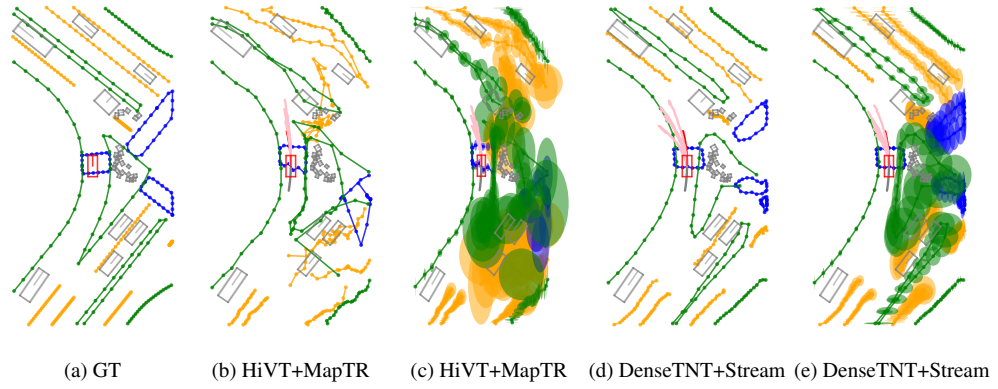 (a) GT
(b) HiVT+MapTR
(c) HiVT+MapTR
(d) DenseTNT+Stream
(e) DenseTNT+Stream